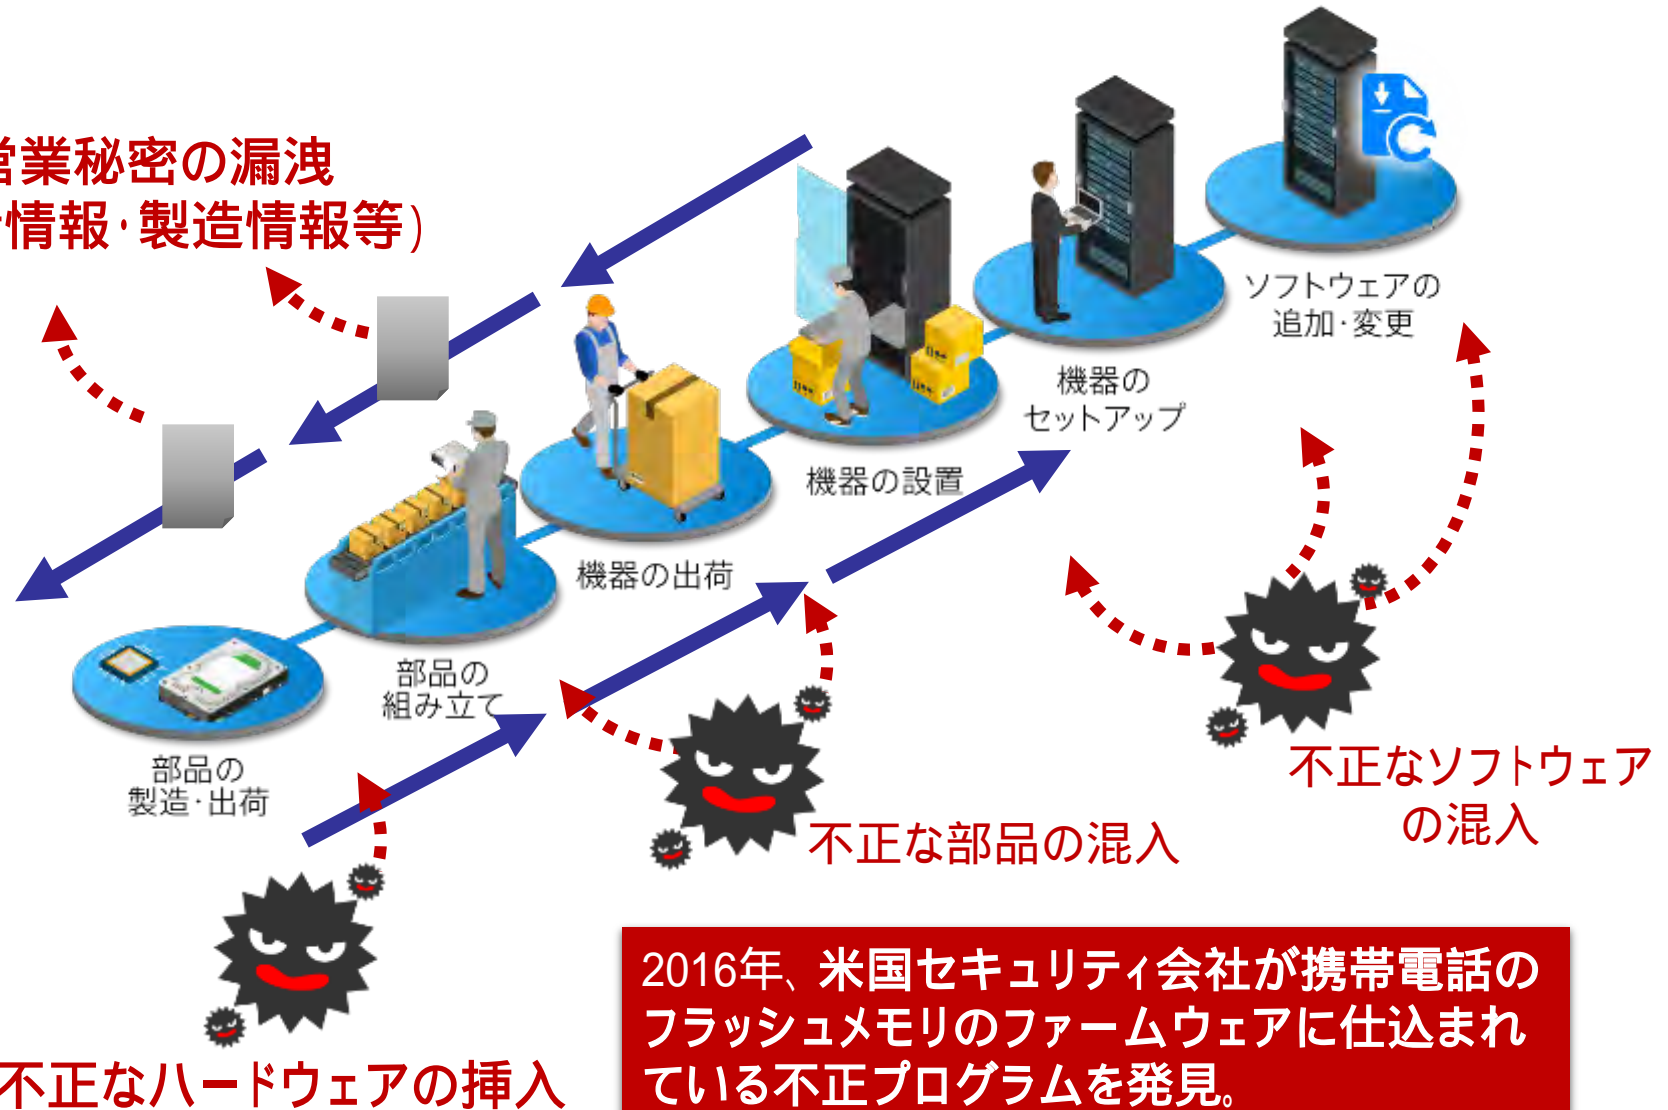 営業秘密の漏洩
情報・製造情報等)
ソフトウェアの
追加・変更
機器の
セットアップ
機器の設置
機器の出荷
部品の
組み立て
部品の
製造・出荷
不正なソフトウェア
の混入
不正な部品の混入
不正なハードウェアの挿入
2016年、米国セキュリティ会社が携帯電話の
フラッシュメモリのファームウェアに仕込まれ
ている不正プログラムを発見。